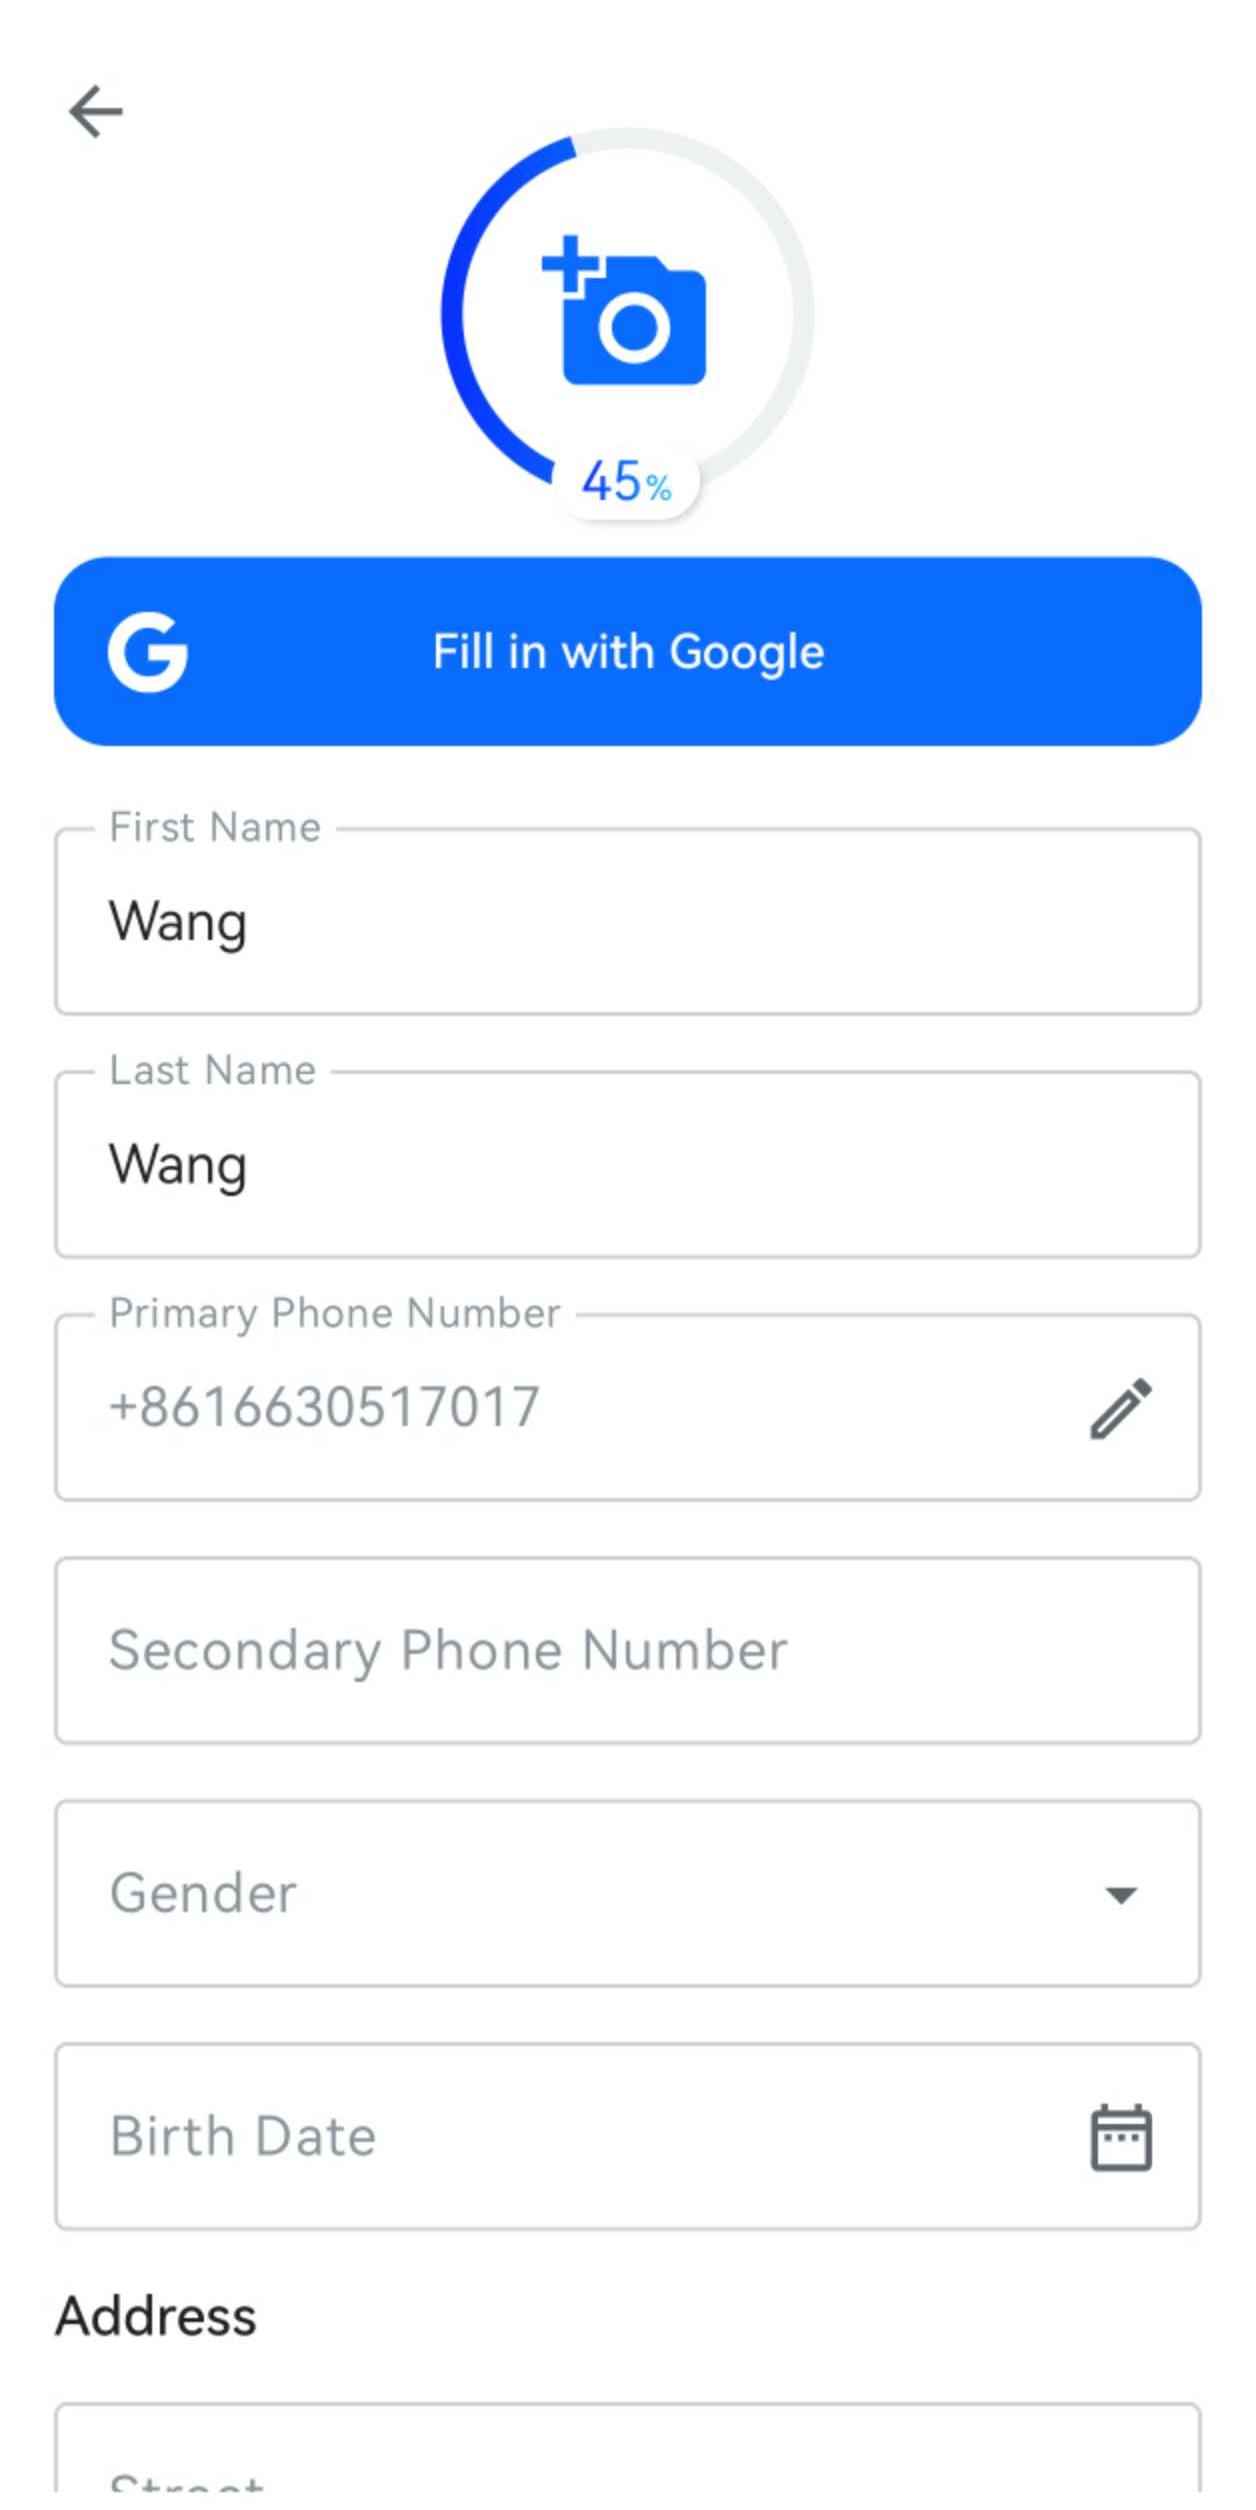 45%
Fill in with Google
First Name
Wang
Last Name
Wang
Primary Phone Number
+8616630517017
Secondary Phone Number
Gender
Birth Date
Address
Street